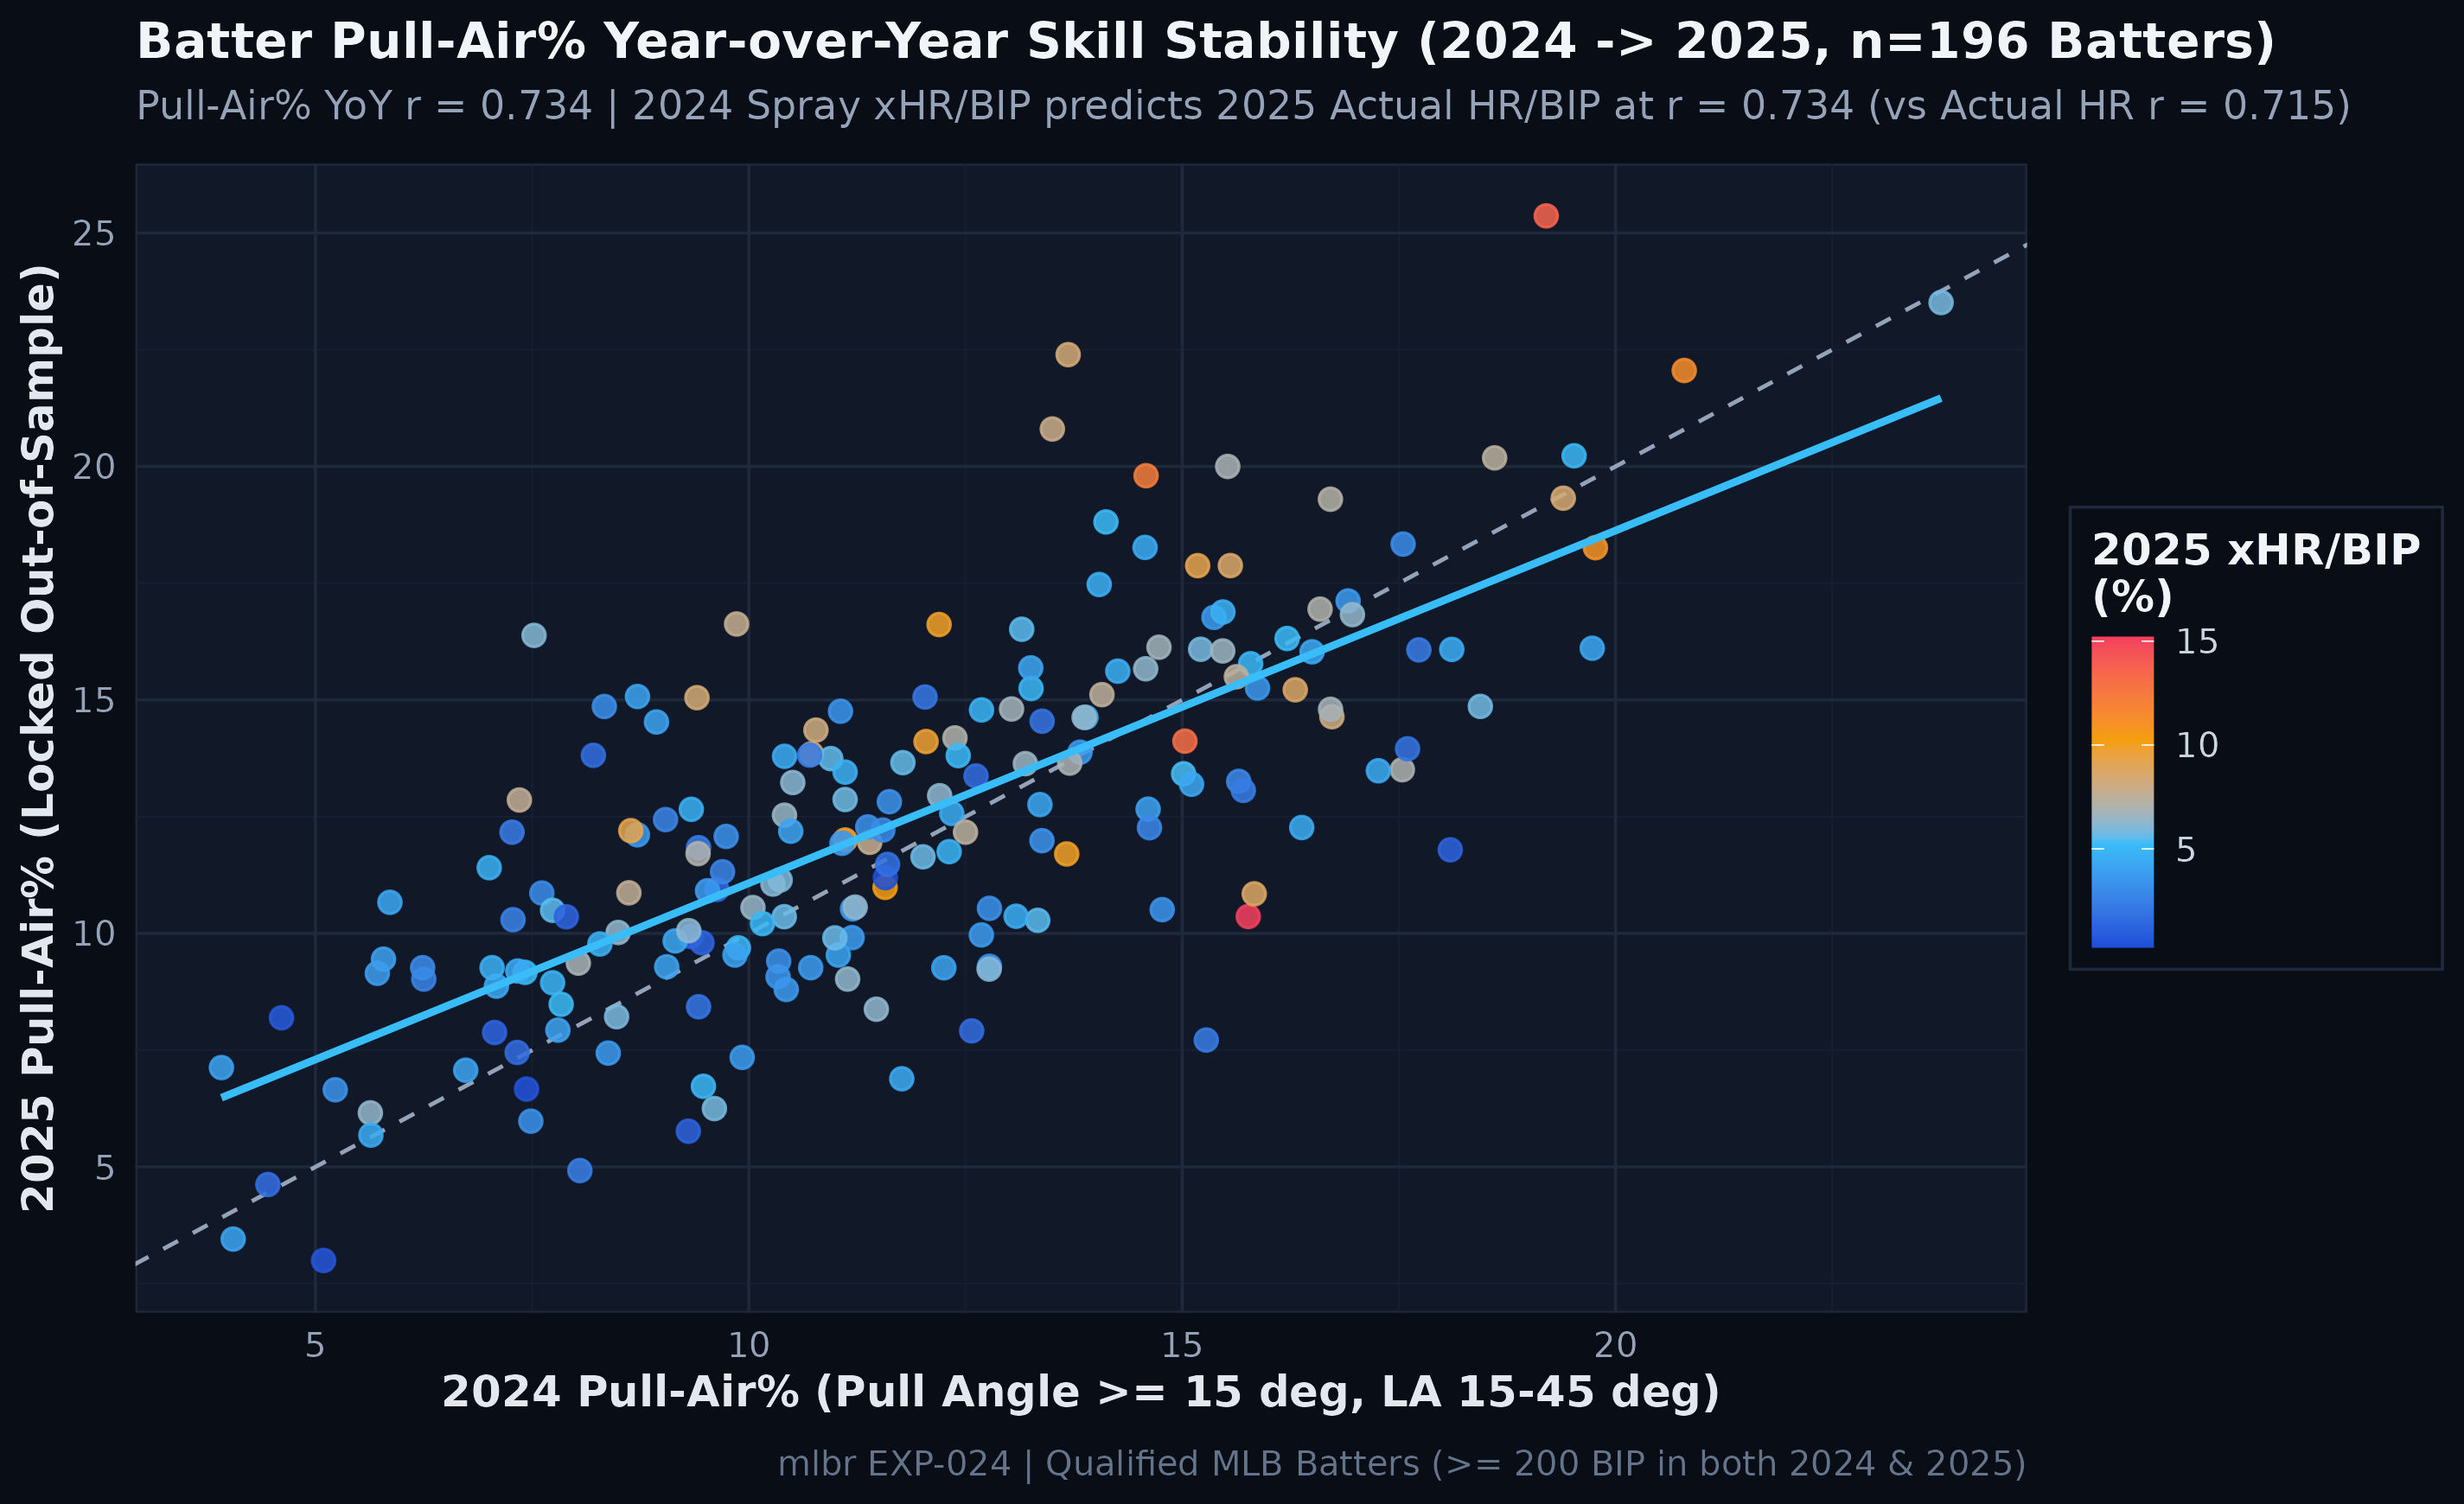 Batter Pull-Air% Year-over-Year Skill Stability (2024 -> 2025, n=196 Batters)
Pull-Air% YoY r = 0.734 | 2024 Spray xHR/BIP predicts 2025 Actual HR/BIP at r = 0.734 (vs Actual HR r = 0.715)
2025 Pull-Air% (Locked Out-of-Sample)
25
20
15
10
5
5
10
15
20
2024 Pull-Air% (Pull Angle >= 15 deg, LA 15-45 deg)
2025 xHR/BIP
(%)
15
10
5
mlbr EXP-024 | Qualified MLB Batters (>= 200 BIP in both 2024 & 2025)